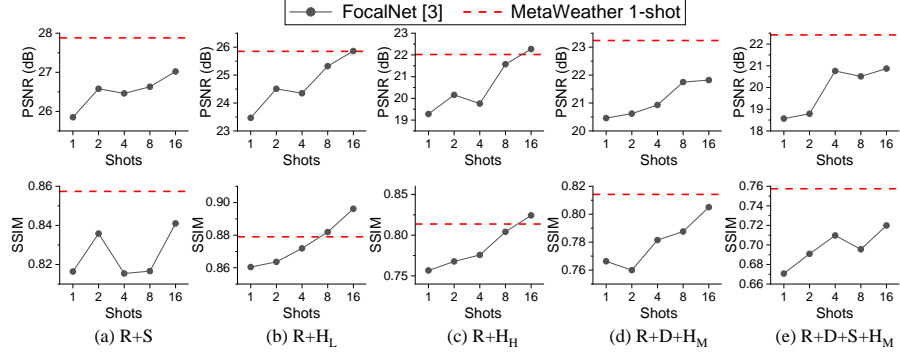 FocalNet [3] MetaWeather 1-shot
PSNR (dB)
28
27
26
1 2 4 8 16
Shots
PSNR (dB)
27
26
25
24
23
1 2 4 8 16
Shots
PSNR (dB)
23
22
21
20
19
1 2 4 8 16
Shots
PSNR (dB)
23
22
21
20
1 2 4 8 16
Shots
PSNR (dB)
22
21
20
19
18
1 2 4 8 16
Shots
SSIM
0.86
0.84
0.82
1 2 4 8 16
Shots
SSIM
0.90
0.88
0.86
1 2 4 8 16
Shots
SSIM
0.85
0.80
0.75
1 2 4 8 16
Shots
SSIM
0.82
0.80
0.78
0.76
1 2 4 8 16
Shots
SSIM
0.76
0.74
0.72
0.70
0.68
0.66
1 2 4 8 16
Shots
(a) R+S
(b) R+H_L
(c) R+H_H
(d) R+D+H_M
(e) R+D+S+H_M